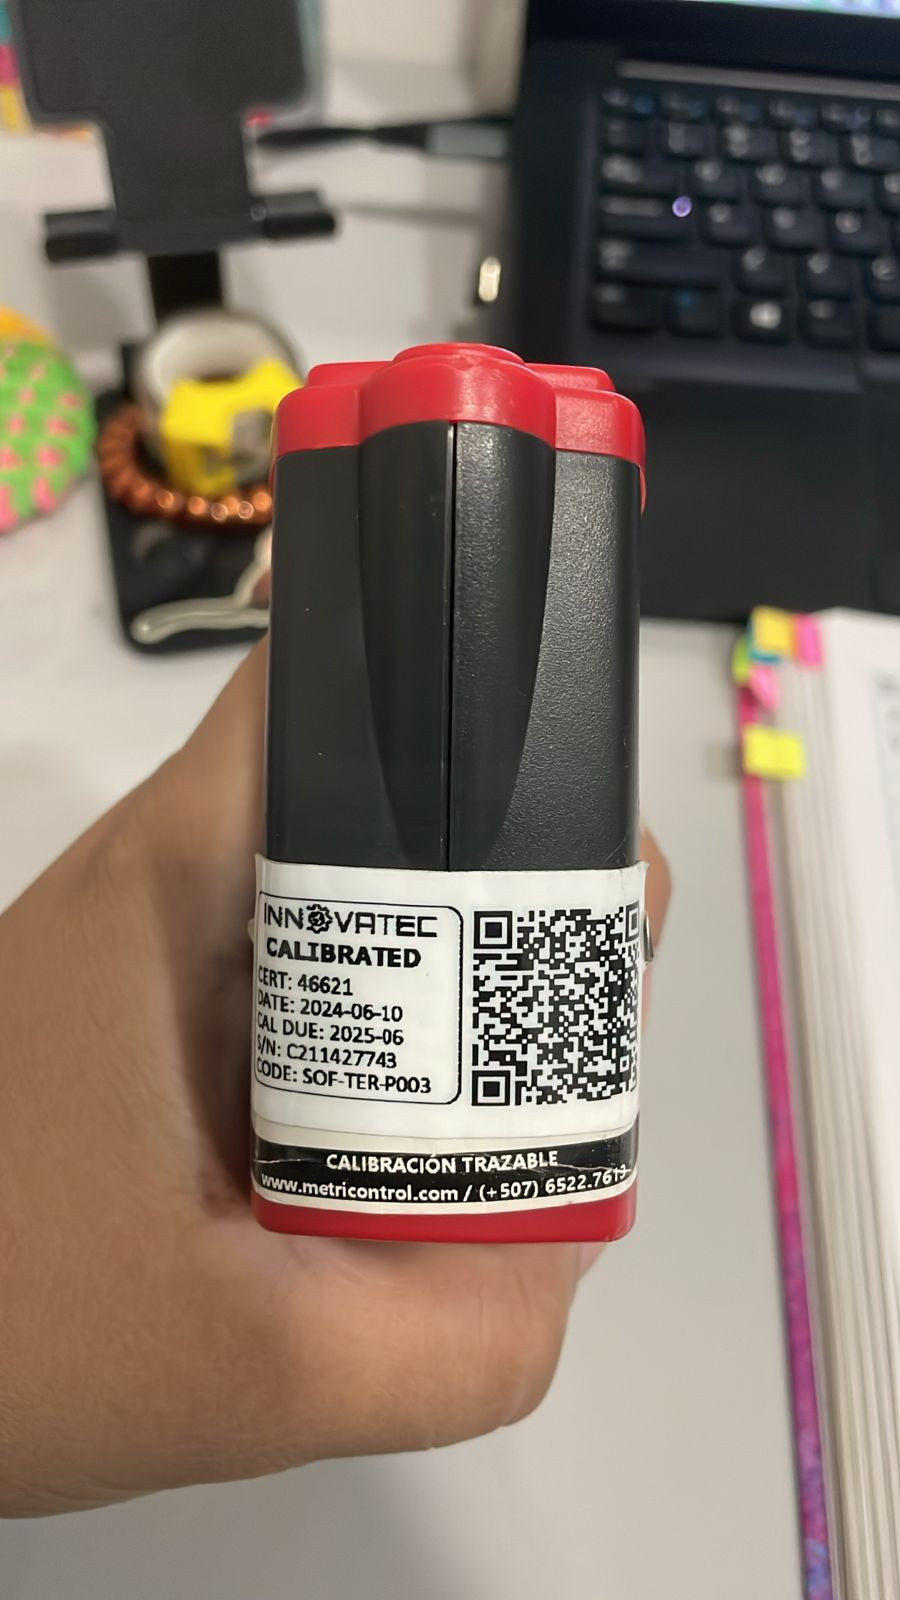 INNOVATEC
CALIBRATED
CERT: 46621
DATE: 2024-06-10
CAL DUE: 2025-06
S/N: C211427743
CODE: SOF-TER-P003
CALIBRACIÓN TRAZABLE
www.metricontrol.com / (+507) 6522.7613